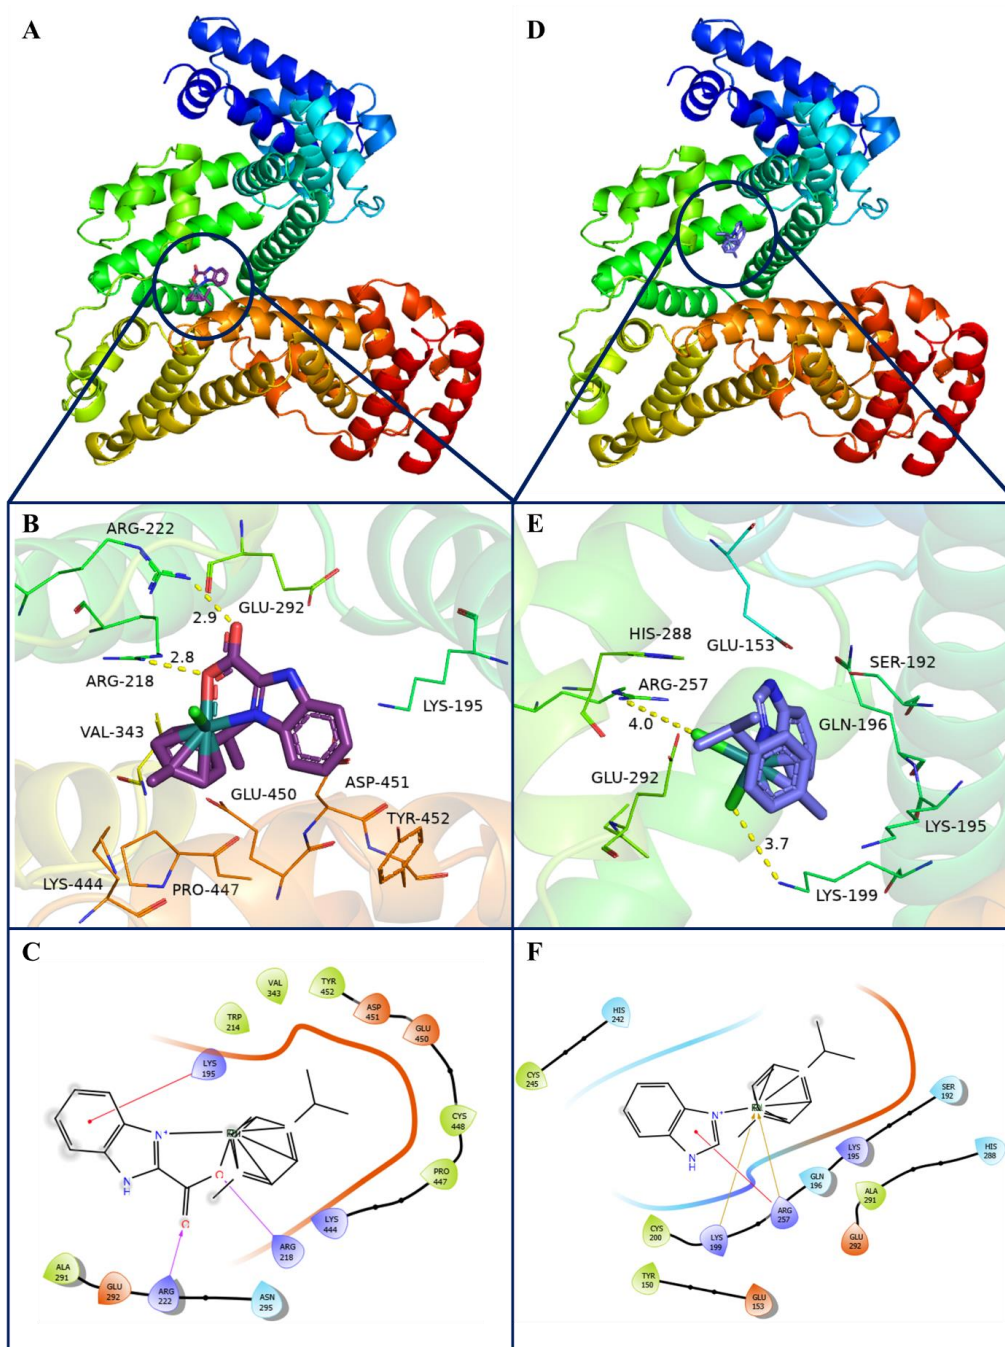 A
D
B
ARG-222
2.9
GLU-292
2.8
ARG-218
LYS-195
VAL-343
ASP-451
GLU-450
TYR-452
LYS-444
PRO-447
E
HIS-288
GLU-153
SER-192
ARG-257
GLN-196
4.0
GLU-292
LYS-195
3.7
LYS-199
C
VAL
343
TYR
452
TRP
214
ASP
451
GLU
450
LYS
195
N+
CYS
448
NH
O
PRO
447
LYS
444
ARG
218
O
ALA
291
GLU
292
ARG
222
ASN
295
F
HIS
242
CYS
245
SER
192
N+
LYS
195
HIS
288
NH
GLN
196
ALA
291
ARG
257
CYS
200
LYS
199
GLU
292
TYR
150
GLU
153